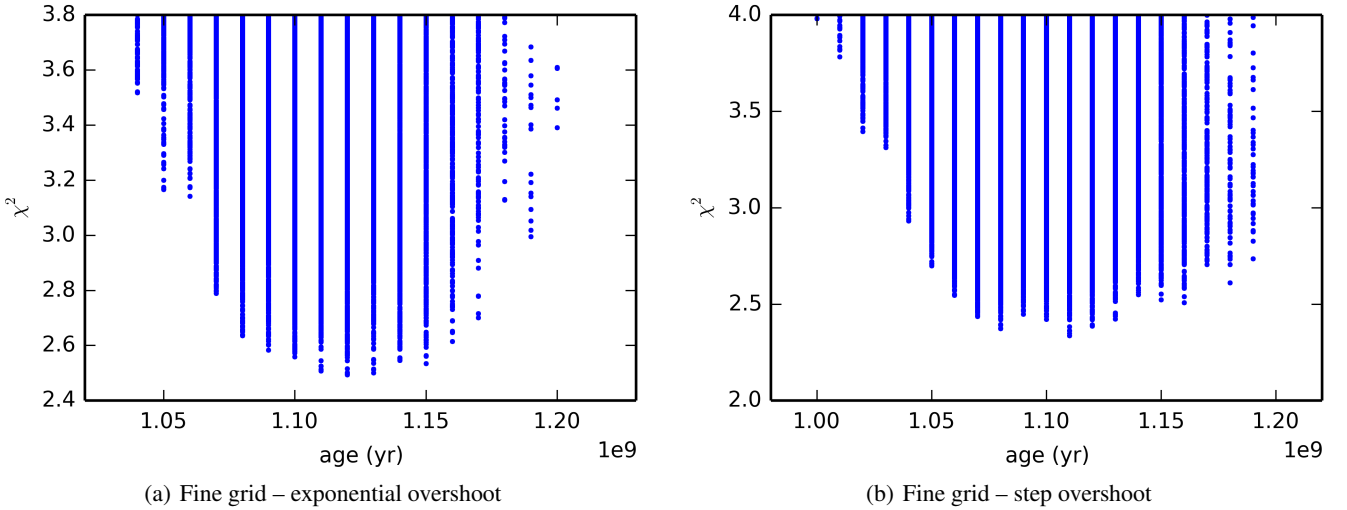 3.8
3.6
3.4
3.2
3.0
2.8
2.6
2.4
χ²
1.05 1.10 1.15 1.20
1e9
age (yr)
(a) Fine grid – exponential overshoot
4.0
3.5
3.0
2.5
2.0
χ²
1.00 1.05 1.10 1.15 1.20
1e9
age (yr)
(b) Fine grid – step overshoot